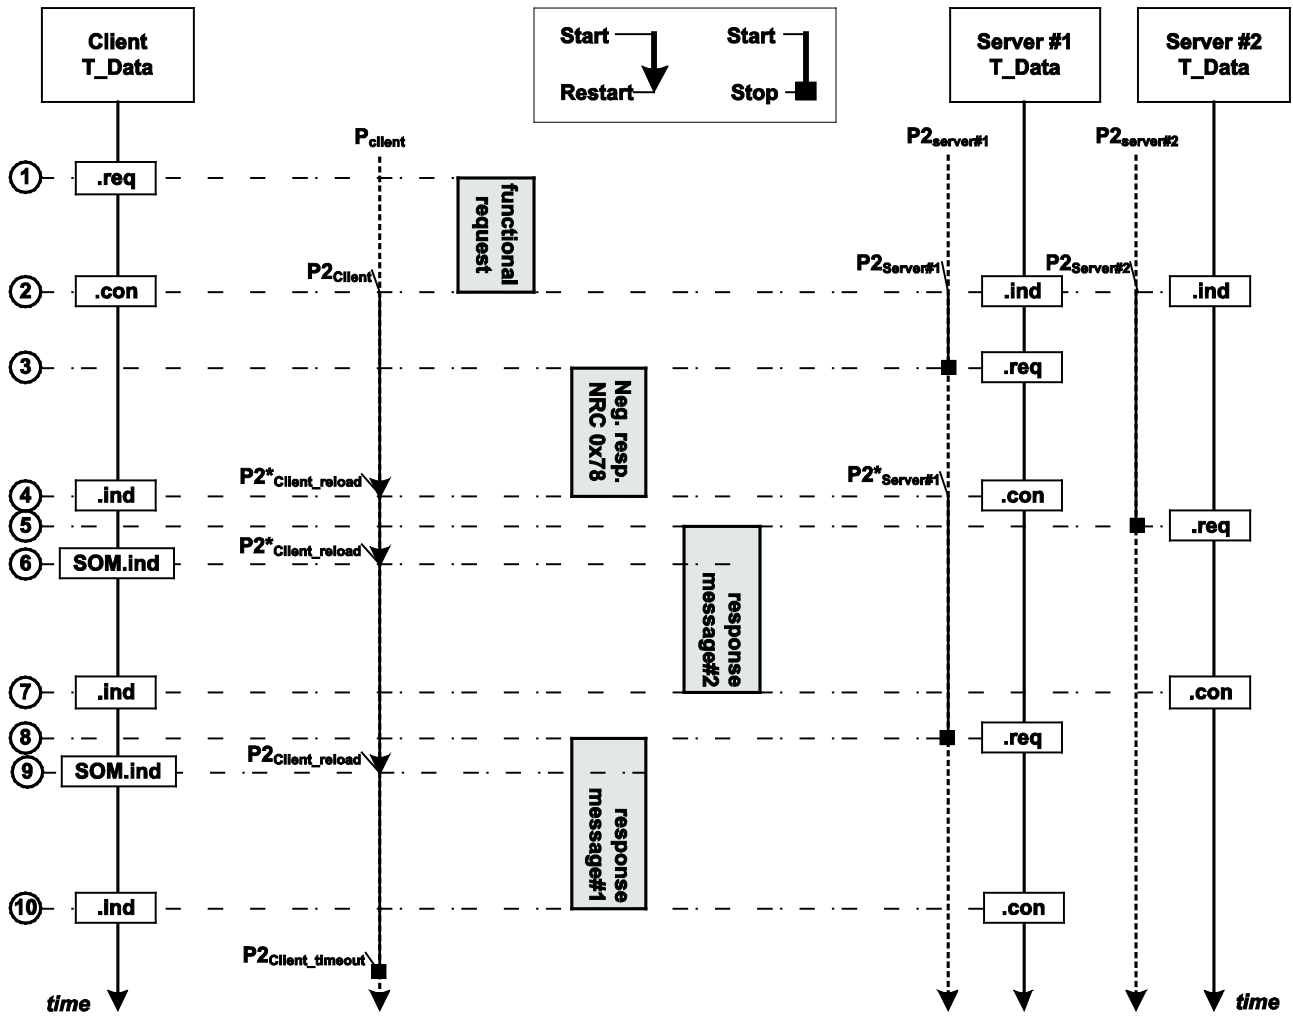 Client
T_Data
Start
Restart
Start
Stop
Server #1
T_Data
Server #2
T_Data
Pclient
P2server#1
P2server#2
1
.req
functional
request
P2Client
P2Server#1
P2Server#2
2
.con
.ind
.ind
3
.req
Neg. resp.
NRC 0x78
P2*Client_reload
P2*Server#1
4
.ind
.con
5
.req
P2*Client_reload
6
SOM.ind
response
message#2
7
.ind
.con
8
.req
P2Client_reload
9
SOM.ind
response
message#1
10
.ind
.con
P2Client_timeout
time
time